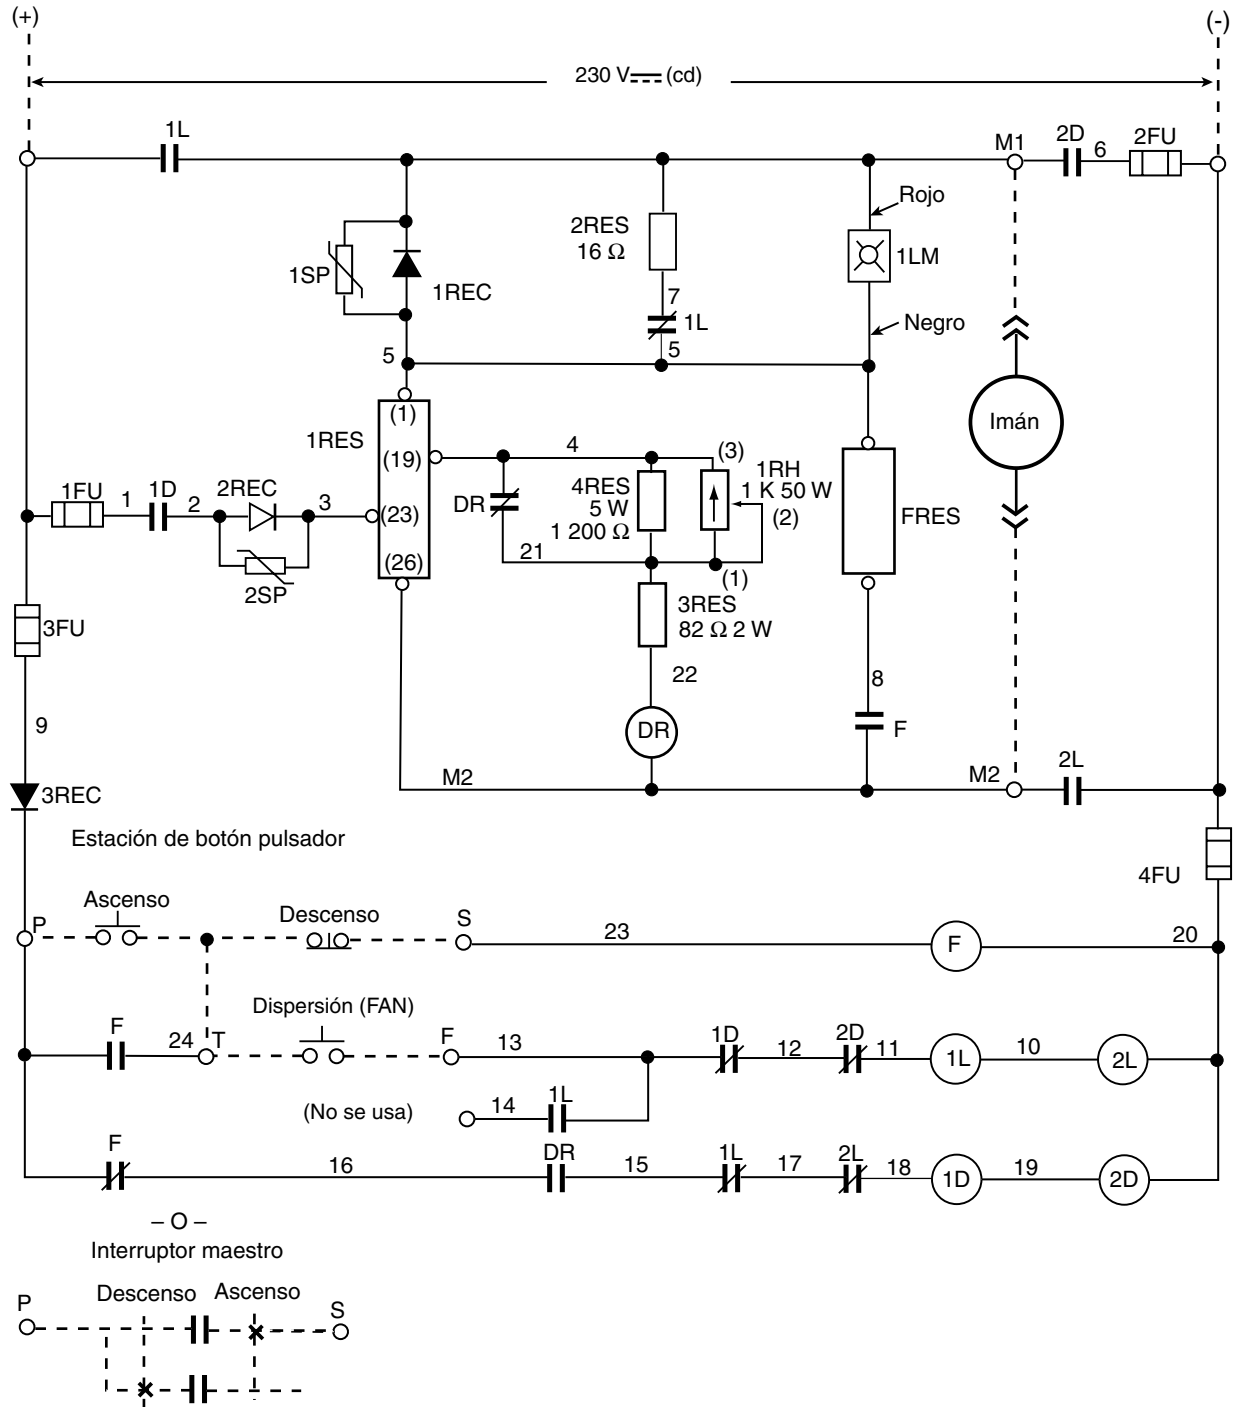 (+)
(-)
230 V (cd)
1L
M1
2D
6
2FU
Rojo
2RES
16 Ω
1SP
1LM
1REC
7
1L
Negro
5
5
(1)
1RES
4
(3)
Imán
(19)
1RH
1 K 50 W
1FU
1
1D
2
2REC
3
DR
4RES
5 W
1 200 Ω
(2)
(23)
FRES
21
(26)
(1)
2SP
3RES
82 Ω 2 W
3FU
22
8
9
DR
F
M2
M2
2L
3REC
Estación de botón pulsador
4FU
Ascenso
Descenso
P
S
23
F
20
Dispersión (FAN)
F
24
T
F
13
1D
12
2D
11
1L
10
2L
(No se usa)
14
1L
F
16
DR
15
1L
17
2L
18
1D
19
2D
– O –
Interruptor maestro
Descenso
Ascenso
P
S